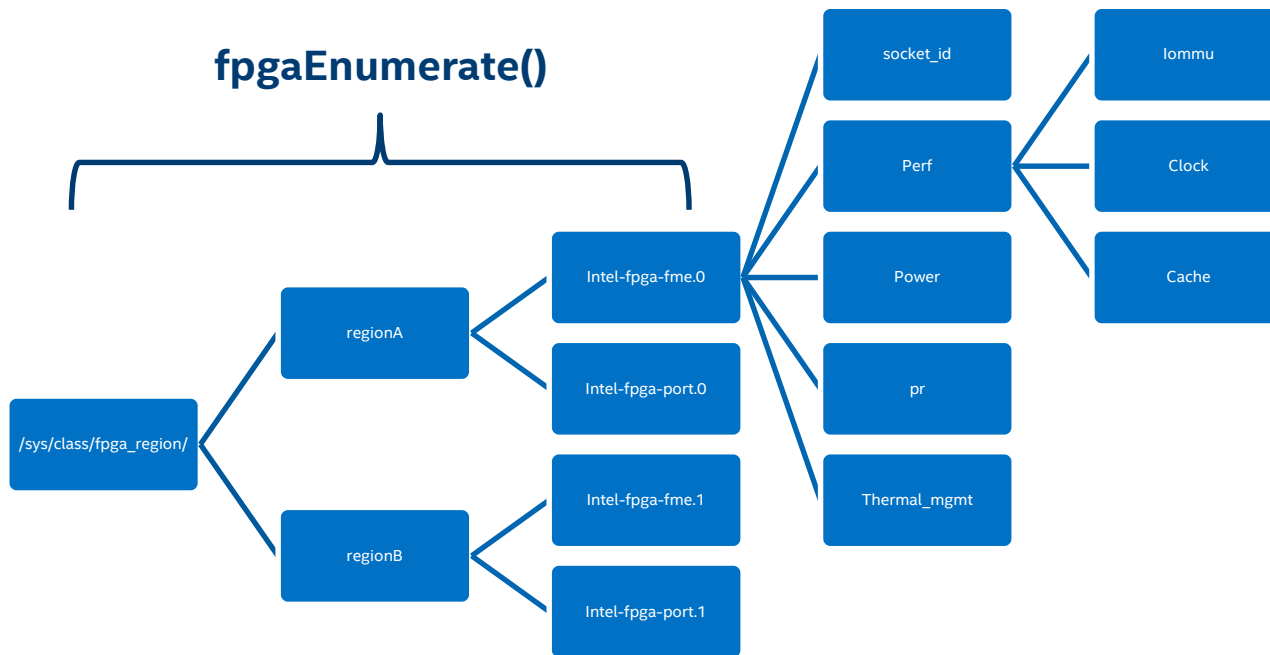 fpgaEnumerate()
/sys/class/fpga_region/
regionA
regionB
Intel-fpga-fme.0
Intel-fpga-port.0
Intel-fpga-fme.1
Intel-fpga-port.1
socket_id
Perf
Power
pr
Thermal_mgmt
Iommu
Clock
Cache